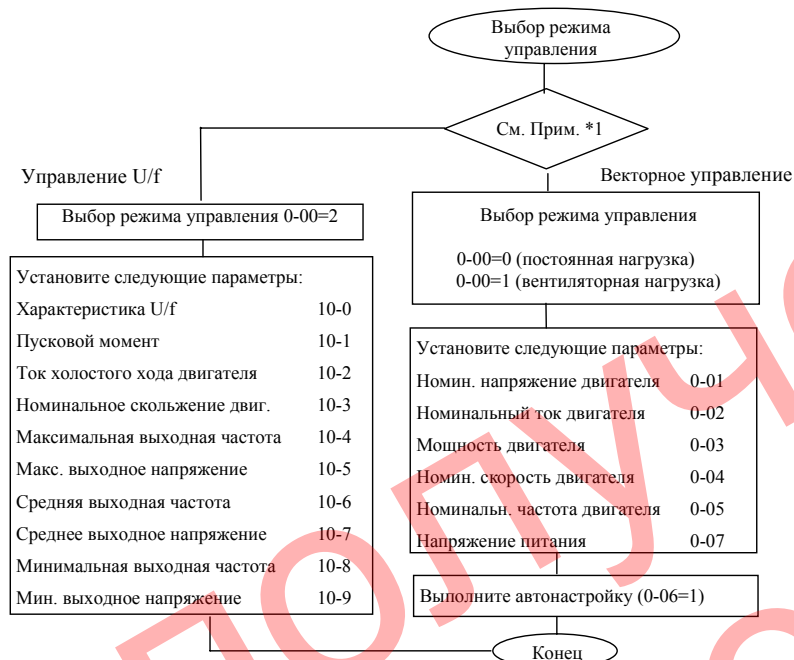 Выбор режима
управления
См. Прим. *1
Управление U/f
Векторное управление
Выбор режима управления 0-00=2
Установите следующие параметры:
Характеристика U/f 10-0
Пусковой момент 10-1
Ток холостого хода двигателя 10-2
Номинальное скольжение двиг. 10-3
Максимальная выходная частота 10-4
Макс. выходное напряжение 10-5
Средняя выходная частота 10-6
Среднее выходное напряжение 10-7
Минимальная выходная частота 10-8
Мин. выходное напряжение 10-9
Выбор режима управления
0-00=0 (постоянная нагрузка)
0-00=1 (вентиляторная нагрузка)
Установите следующие параметры:
Номин. напряжение двигателя 0-01
Номинальный ток двигателя 0-02
Мощность двигателя 0-03
Номин. скорость двигателя 0-04
Номинальн. частота двигателя 0-05
Напряжение питания 0-07
Выполните автонастройку (0-06=1)
Конец